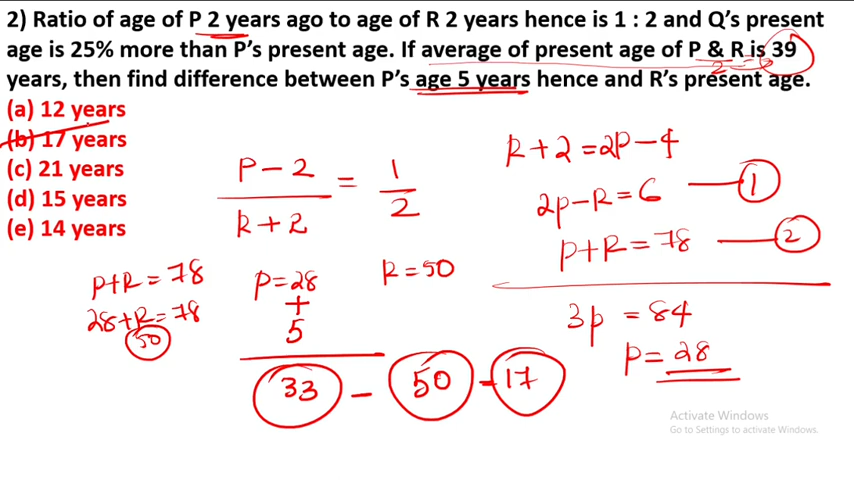 2) Ratio of age of P 2 years ago to age of R 2 years hence is 1 : 2 and Q's present
age is 25% more than P's present age. If average of present age of P & R is 39
years, then find difference between P's age 5 years hence and R's present age.
(a) 12 years
(b) 17 years
(c) 21 years
(d) 15 years
(e) 14 years
2
P-2
R+2
=
1
2
R+2=2P-4
2P-R=6 — 1
P+R=78 — 2
3P = 84
P=28
P+R=78
28+R=78
50
P=28
+
5
R=50
33 - 50 = 17
Activate Windows
Go to Settings to activate Windows.